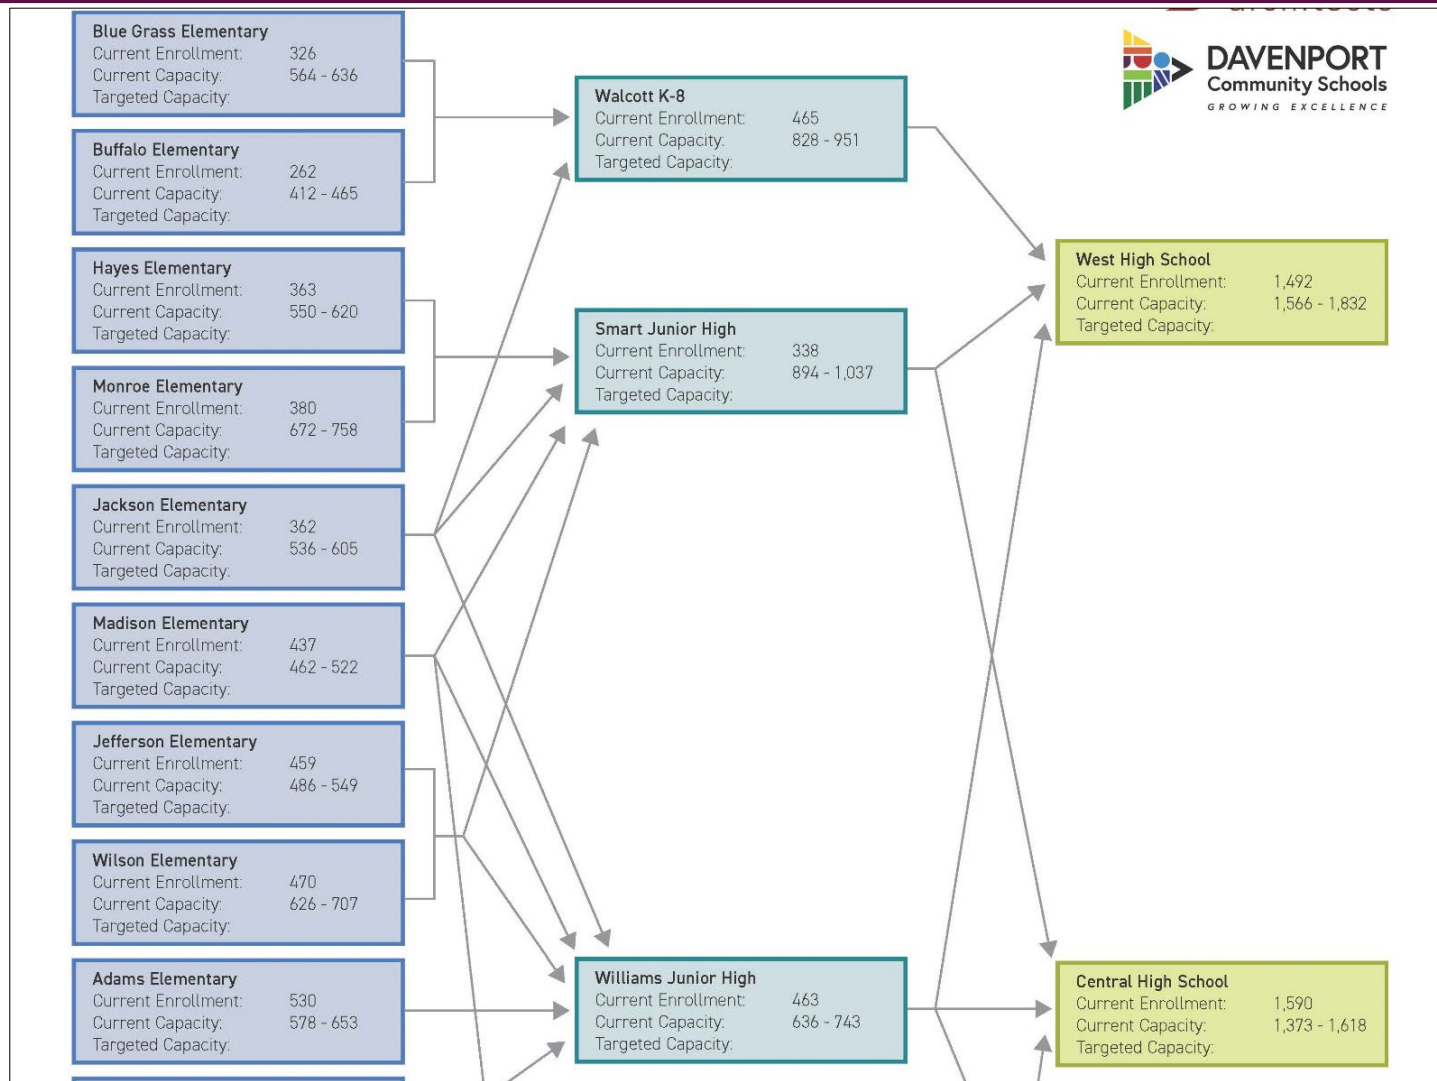 DAVENPORT
Community Schools
GROWING EXCELLENCE
Blue Grass Elementary
Current Enrollment: 326
Current Capacity: 564 - 636
Targeted Capacity:
Buffalo Elementary
Current Enrollment: 262
Current Capacity: 412 - 465
Targeted Capacity:
Hayes Elementary
Current Enrollment: 363
Current Capacity: 550 - 620
Targeted Capacity:
Monroe Elementary
Current Enrollment: 380
Current Capacity: 672 - 758
Targeted Capacity:
Jackson Elementary
Current Enrollment: 362
Current Capacity: 536 - 605
Targeted Capacity:
Madison Elementary
Current Enrollment: 437
Current Capacity: 462 - 522
Targeted Capacity:
Jefferson Elementary
Current Enrollment: 459
Current Capacity: 486 - 549
Targeted Capacity:
Wilson Elementary
Current Enrollment: 470
Current Capacity: 626 - 707
Targeted Capacity:
Adams Elementary
Current Enrollment: 530
Current Capacity: 578 - 653
Targeted Capacity:
Walcott K-8
Current Enrollment: 465
Current Capacity: 828 - 951
Targeted Capacity:
Smart Junior High
Current Enrollment: 338
Current Capacity: 894 - 1,037
Targeted Capacity:
Williams Junior High
Current Enrollment: 463
Current Capacity: 636 - 743
Targeted Capacity:
West High School
Current Enrollment: 1,492
Current Capacity: 1,566 - 1,832
Targeted Capacity:
Central High School
Current Enrollment: 1,590
Current Capacity: 1,373 - 1,618
Targeted Capacity: